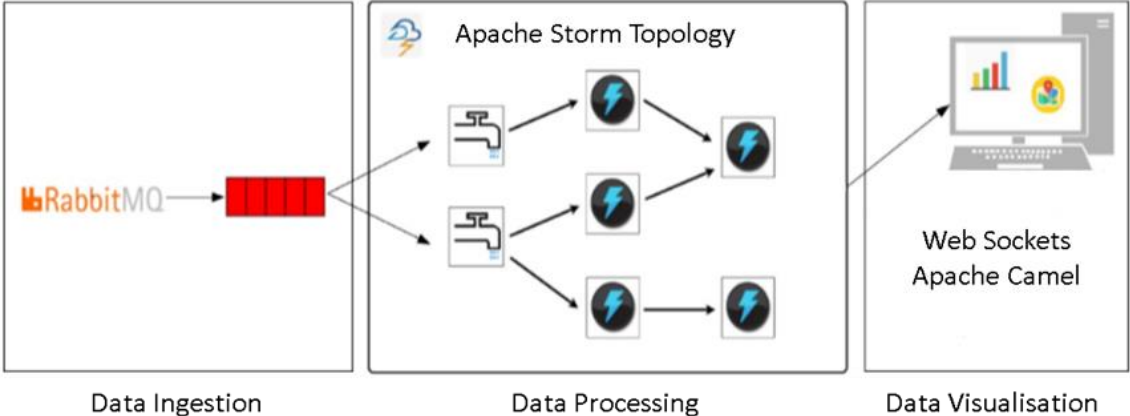 Apache Storm Topology
RabbitMQ
Web Sockets
Apache Camel
Data Ingestion
Data Processing
Data Visualisation